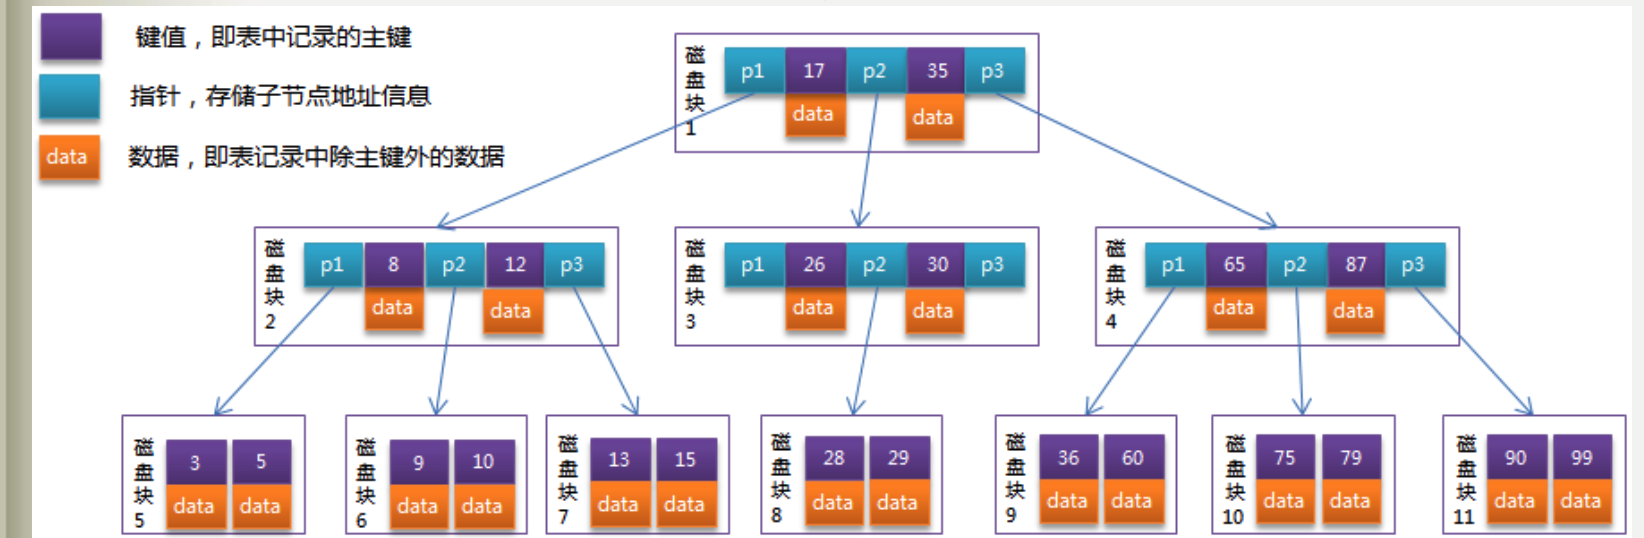 键值，即表中记录的主键
指针，存储子节点地址信息
data 数据，即表记录中除主键外的数据
磁盘块1
p1 17 p2 35 p3
data data
磁盘块2
p1 8 p2 12 p3
data data
磁盘块3
p1 26 p2 30 p3
data data
磁盘块4
p1 65 p2 87 p3
data data
磁盘块5
3 5
data data
磁盘块6
9 10
data data
磁盘块7
13 15
data data
磁盘块8
28 29
data data
磁盘块9
36 60
data data
磁盘块10
75 79
data data
磁盘块11
90 99
data data